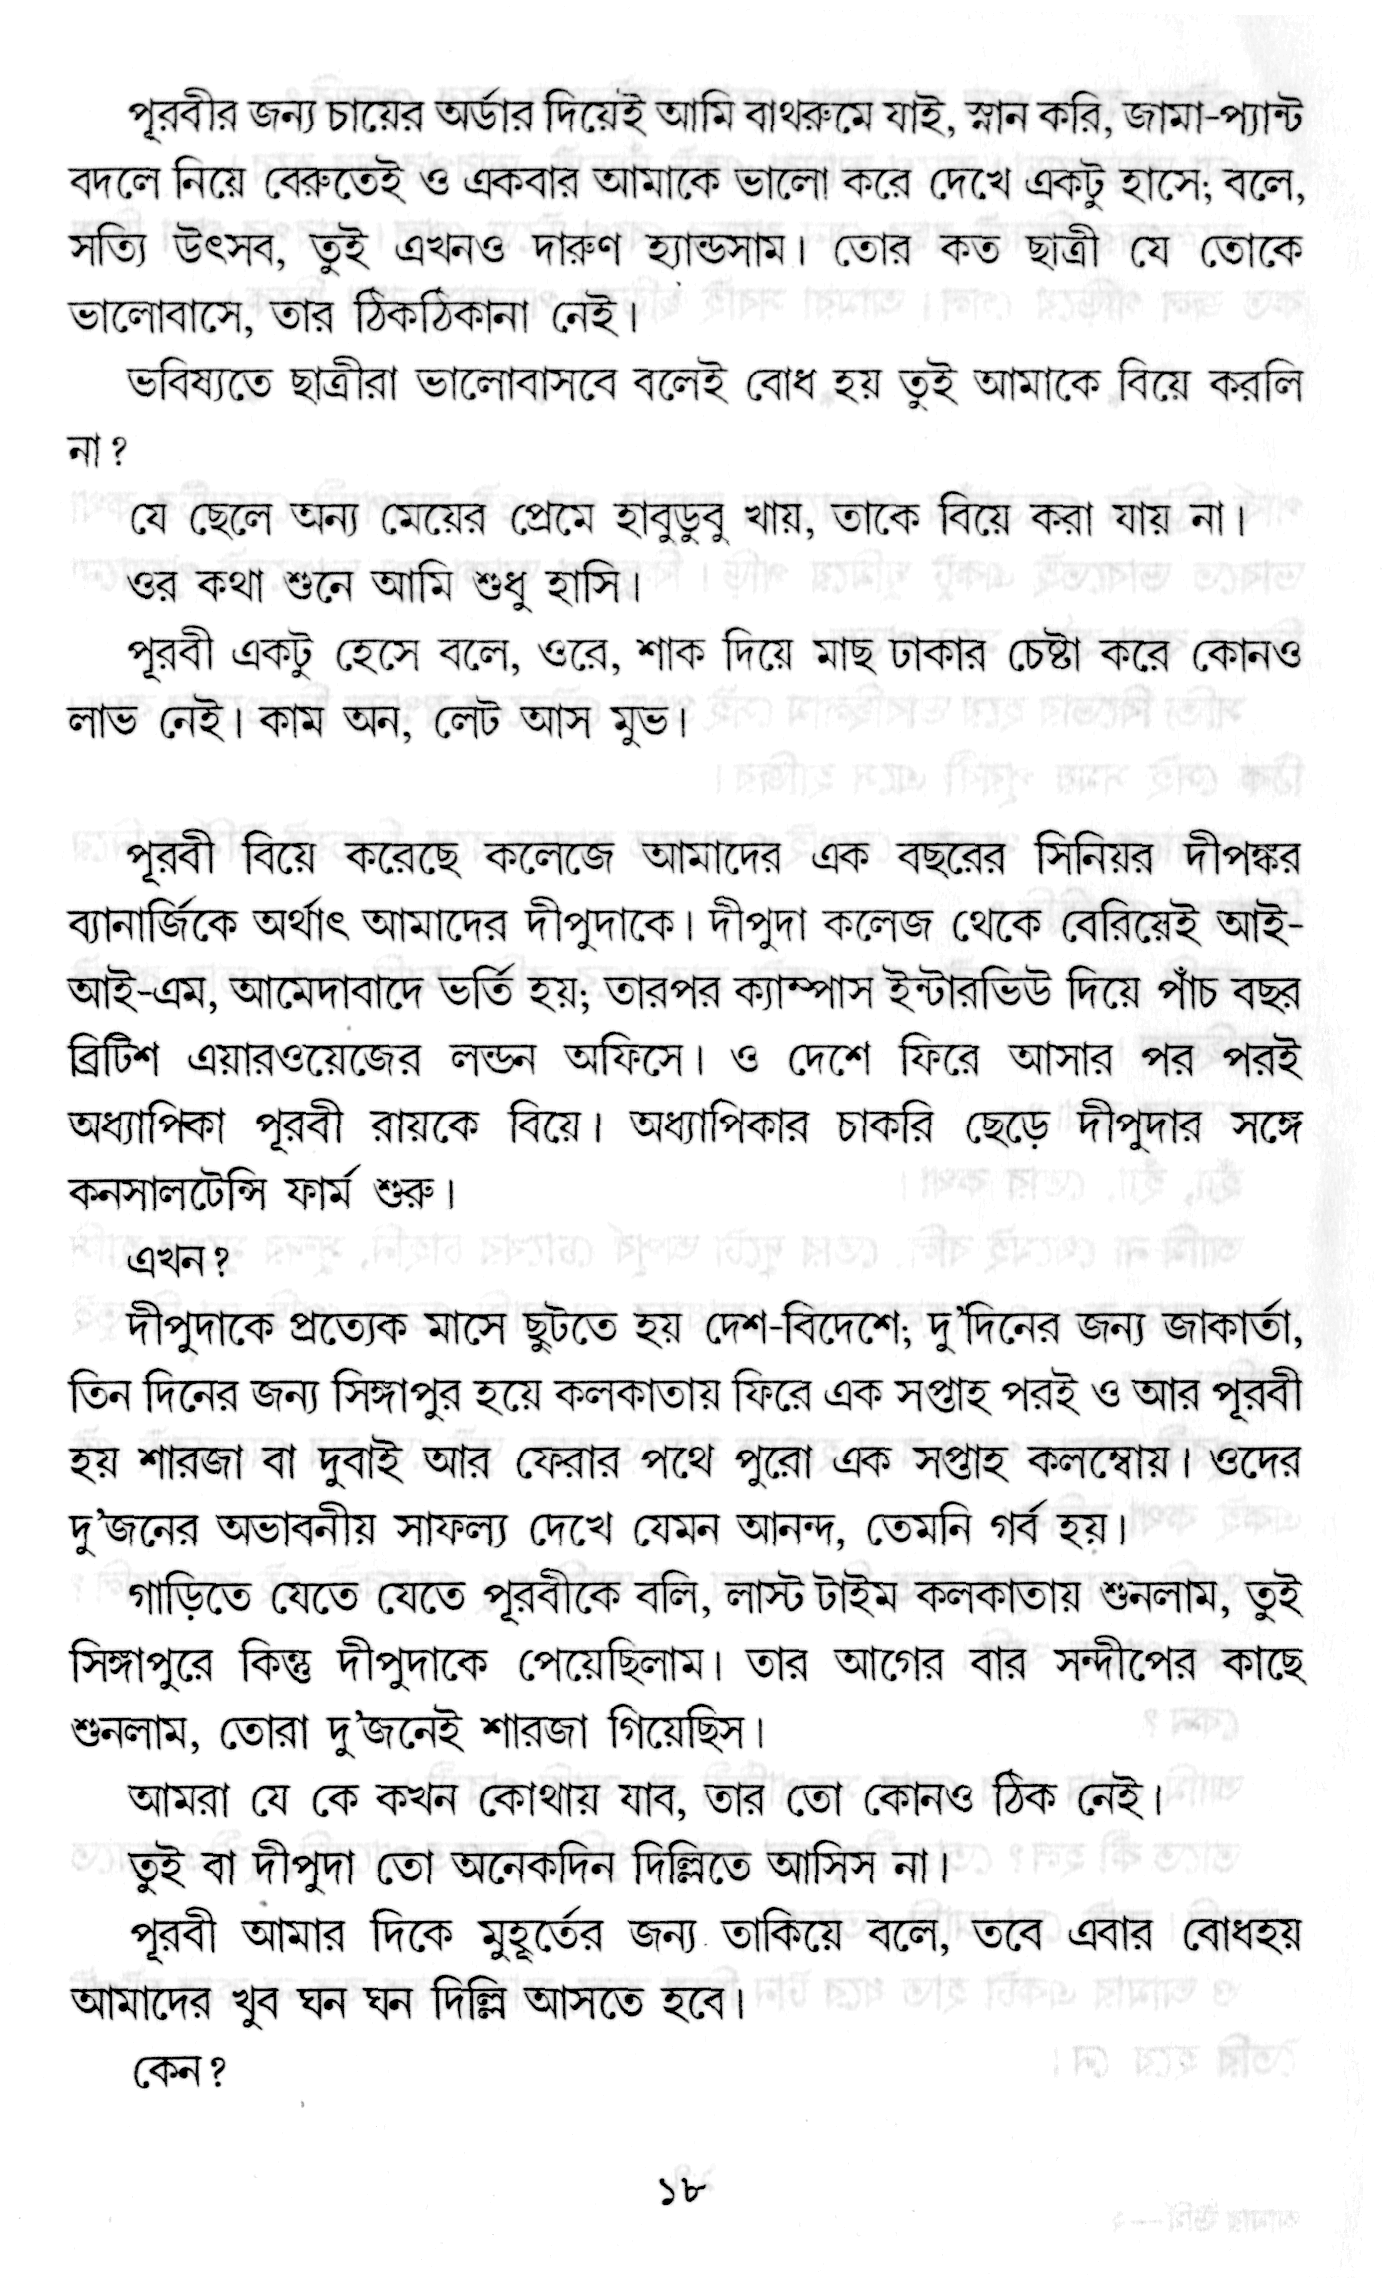 পূরবীর জন্য চায়ের অর্ডার দিয়েই আমি বাথরুমে যাই, স্নান করি, জামা-প্যান্ট
বদলে নিয়ে বেরুতেই ও একবার আমাকে ভালো করে দেখে একটু হাসে; বলে,
সত্যি উৎসব, তুই এখনও দারুণ হ্যান্ডসাম। তোর কত ছাত্রী যে তোকে
ভালোবাসে, তার ঠিকঠিকানা নেই।
ভবিষ্যতে ছাত্রীরা ভালোবাসবে বলেই বোধ হয় তুই আমাকে বিয়ে করলি
না?
যে ছেলে অন্য মেয়ের প্রেমে হাবুডুবু খায়, তাকে বিয়ে করা যায় না।
ওর কথা শুনে আমি শুধু হাসি।
পূরবী একটু হেসে বলে, ওরে, শাক দিয়ে মাছ ঢাকার চেষ্টা করে কোনও
লাভ নেই। কাম অন, লেট আস মুভ।
পূরবী বিয়ে করেছে কলেজে আমাদের এক বছরের সিনিয়র দীপঙ্কর
ব্যানার্জিকে অর্থাৎ আমাদের দীপুদাকে। দীপুদা কলেজ থেকে বেরিয়েই আই-
আই-এম, আমেদাবাদে ভর্তি হয়; তারপর ক্যাম্পাস ইন্টারভিউ দিয়ে পাঁচ বছর
ব্রিটিশ এয়ারওয়েজের লন্ডন অফিসে। ও দেশে ফিরে আসার পর পরই
অধ্যাপিকা পূরবী রায়কে বিয়ে। অধ্যাপিকার চাকরি ছেড়ে দীপুদার সঙ্গে
কনসালটেন্সি ফার্ম শুরু।
এখন?
দীপুদাকে প্রত্যেক মাসে ছুটতে হয় দেশ-বিদেশে; দু'দিনের জন্য জাকার্তা,
তিন দিনের জন্য সিঙ্গাপুর হয়ে কলকাতায় ফিরে এক সপ্তাহ পরই ও আর পূরবী
হয় শারজা বা দুবাই আর ফেরার পথে পুরো এক সপ্তাহ কলম্বোয়। ওদের
দু'জনের অভাবনীয় সাফল্য দেখে যেমন আনন্দ, তেমনি গর্ব হয়।
গাড়িতে যেতে যেতে পূরবীকে বলি, লাস্ট টাইম কলকাতায় শুনলাম, তুই
সিঙ্গাপুরে কিন্তু দীপুদাকে পেয়েছিলাম। তার আগের বার সন্দীপের কাছে
শুনলাম, তোরা দু'জনেই শারজা গিয়েছিস।
আমরা যে কে কখন কোথায় যাব, তার তো কোনও ঠিক নেই।
তুই বা দীপুদা তো অনেকদিন দিল্লিতে আসিস না।
পূরবী আমার দিকে মুহূর্তের জন্য তাকিয়ে বলে, তবে এবার বোধহয়
আমাদের খুব ঘন ঘন দিল্লি আসতে হবে।
কেন?
১৮